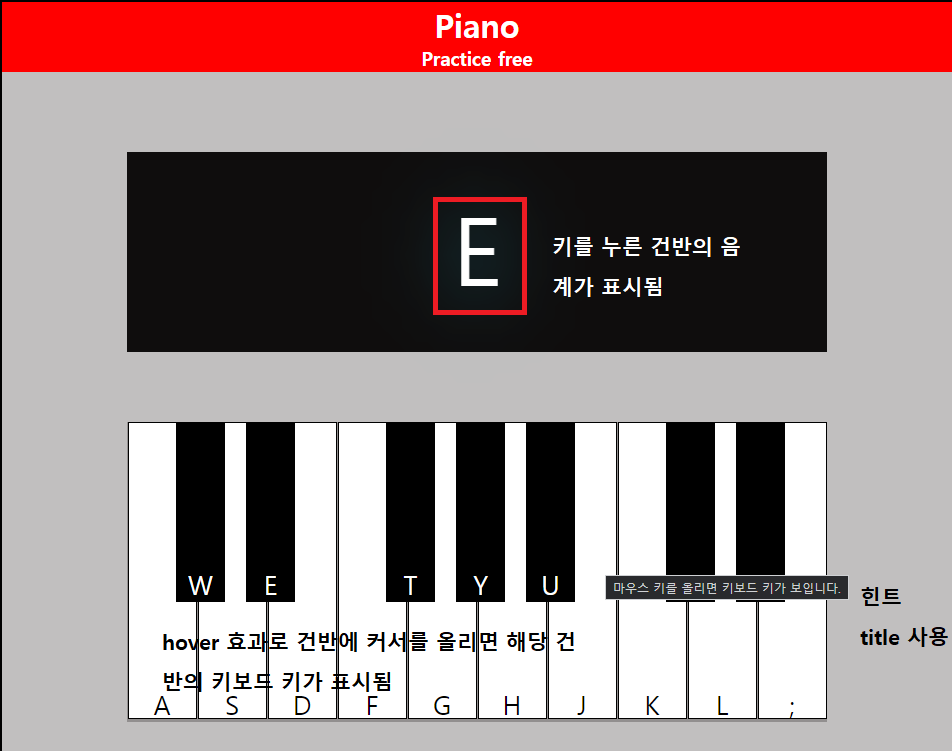 Piano
Practice free
E
키를 누른 건반의 음
계가 표시됨
W E T Y U
마우스 키를 올리면 키보드 키가 보입니다.
힌트
title 사용
hover 효과로 건반에 커서를 올리면 해당 건
반의 키보드 키가 표시됨
A S D F G H J K L ;